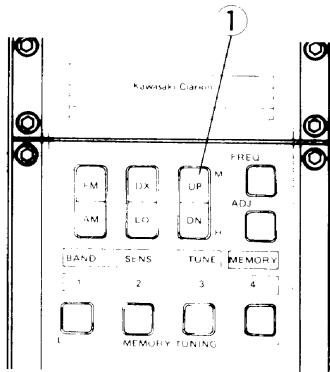 1
Kawasaki Clarion
FREQ
FM DX UP M
ADJ
AM LO DN H
BAND SENS TUNE MEMORY
1 2 3 4
MEMORY TUNING